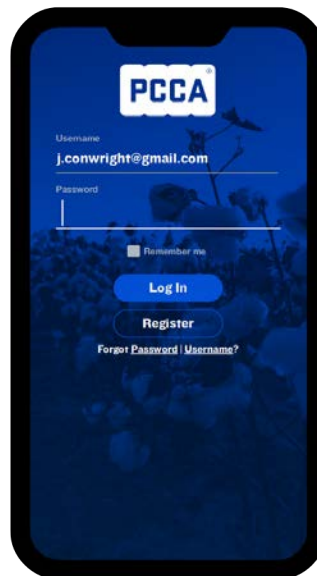 PCCA®
Username
j.conwright@gmail.com
Password
Remember me
Log In
Register
Forgot Password | Username?